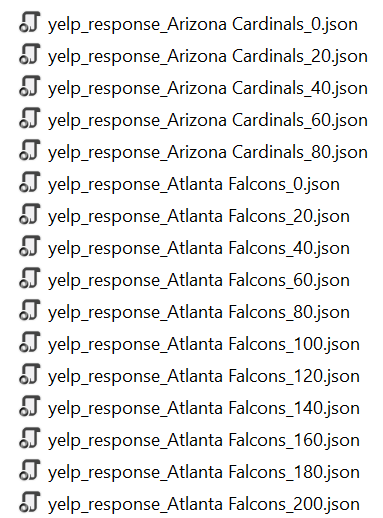 yelp_response_Arizona Cardinals_0.json
yelp_response_Arizona Cardinals_20.json
yelp_response_Arizona Cardinals_40.json
yelp_response_Arizona Cardinals_60.json
yelp_response_Arizona Cardinals_80.json
yelp_response_Atlanta Falcons_0.json
yelp_response_Atlanta Falcons_20.json
yelp_response_Atlanta Falcons_40.json
yelp_response_Atlanta Falcons_60.json
yelp_response_Atlanta Falcons_80.json
yelp_response_Atlanta Falcons_100.json
yelp_response_Atlanta Falcons_120.json
yelp_response_Atlanta Falcons_140.json
yelp_response_Atlanta Falcons_160.json
yelp_response_Atlanta Falcons_180.json
yelp_response_Atlanta Falcons_200.json